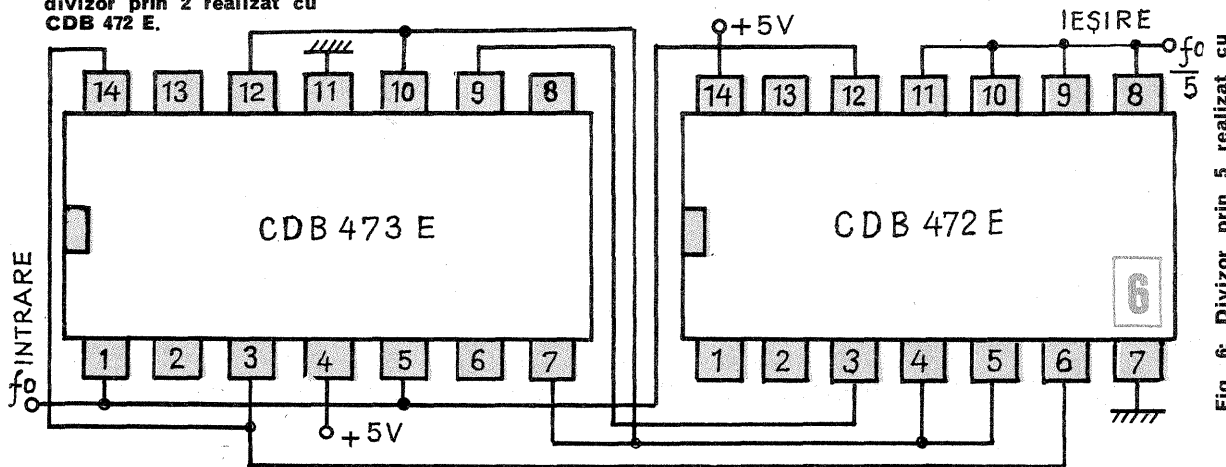 divizor prin 2 realizat cu
CDB 472 E.
+5V
IEȘIRE
fo
5
14 13 12 11 10 9 8
14 13 12 11 10 9 8
CDB 473 E
CDB 472 E
6
INTRARE
fo
1 2 3 4 5 6 7
1 2 3 4 5 6 7
+5V
Fig. 6: Divizor prin 5 realizat cu